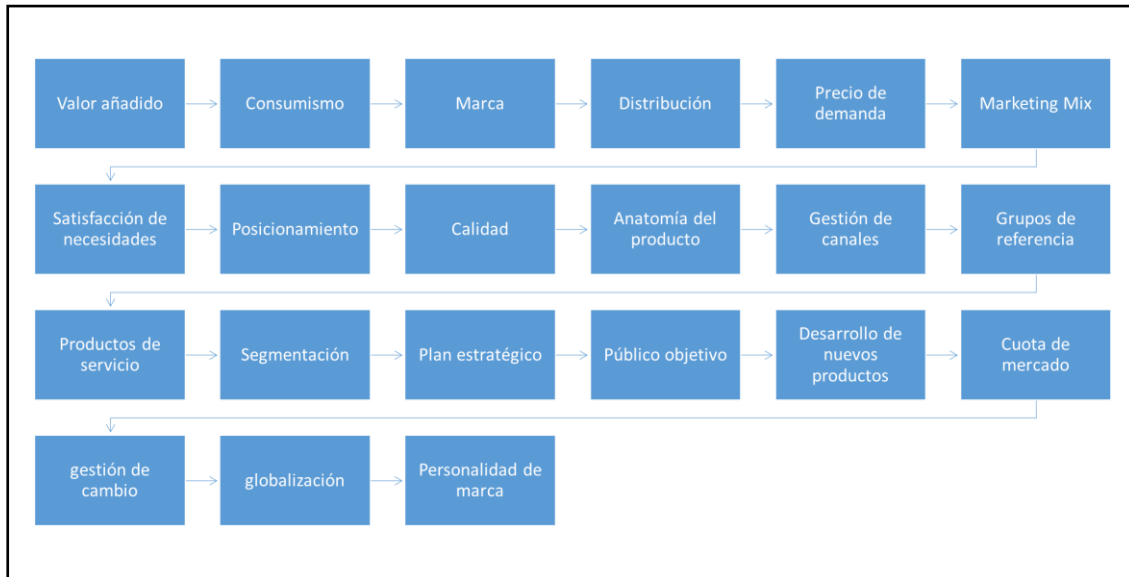 Valor añadido
Consumismo
Marca
Distribución
Precio de
demanda
Marketing Mix
Satisfacción de
necesidades
Posicionamiento
Calidad
Anatomía del
producto
Gestión de
canales
Grupos de
referencia
Productos de
servicio
Segmentación
Plan estratégico
Público objetivo
Desarrollo de
nuevos
productos
Cuota de
mercado
gestión de
cambio
globalización
Personalidad de
marca